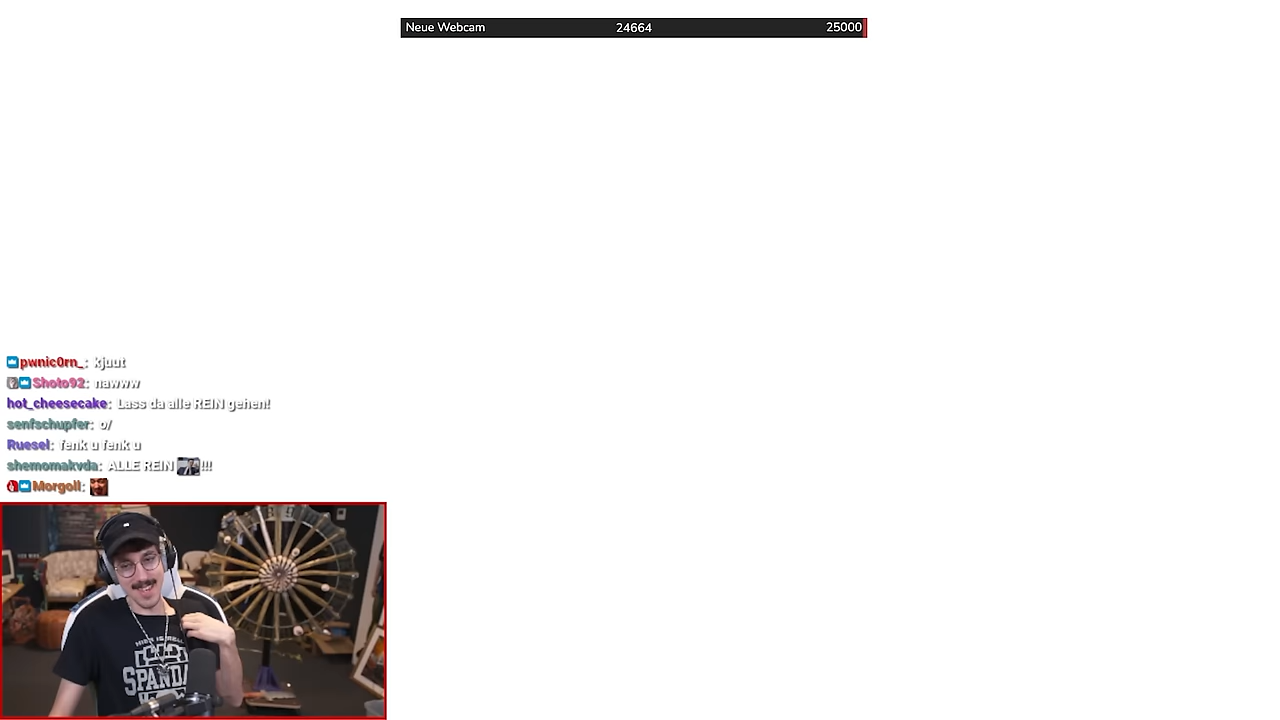 Neue Webcam 24664 25000
pwnic0rn_: kjuut
Shoto92: nawww
hot_cheesecake: Lass da alle REIN gehen!
senfschupfer: o/
Ruesel: fenk u fenk u
shemomakvda: ALLE REIN !!!
Morgoll:
SPANDA